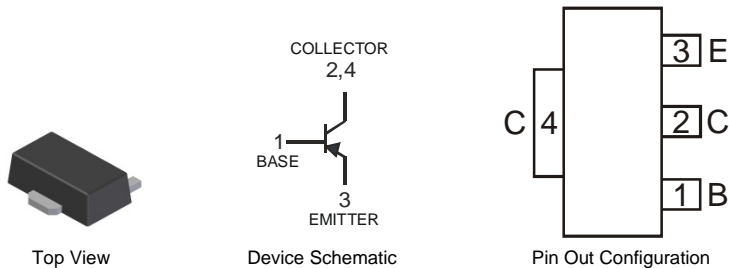 COLLECTOR
2,4
1
BASE
3
EMITTER
C 4
3 E
2 C
1 B
Top View
Device Schematic
Pin Out Configuration